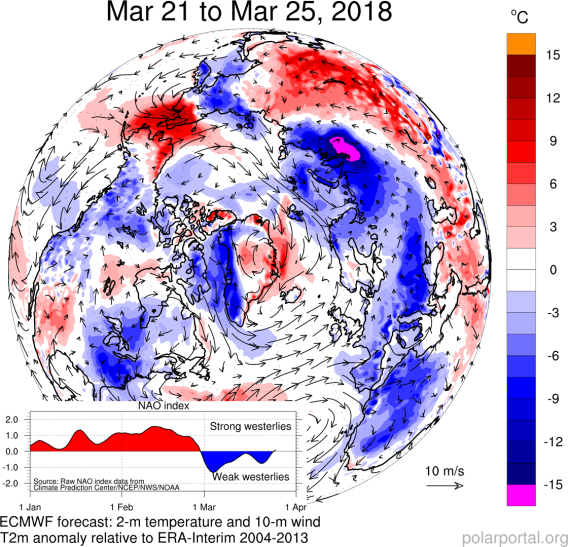 Mar 21 to Mar 25, 2018
°C
15
12
9
6
3
0
-3
-6
-9
-12
-15
10 m/s
NAO index
2.0
1.0
0.0
-1.0
-2.0
Strong westerlies
Weak westerlies
Source: Raw NAO index data from
Climate Prediction Center/NCEP/NWS/NOAA
1 Jan
1 Feb
1 Mar
1 Apr
ECMWF forecast: 2-m temperature and 10-m wind
T2m anomaly relative to ERA-Interim 2004-2013
polarportal.org